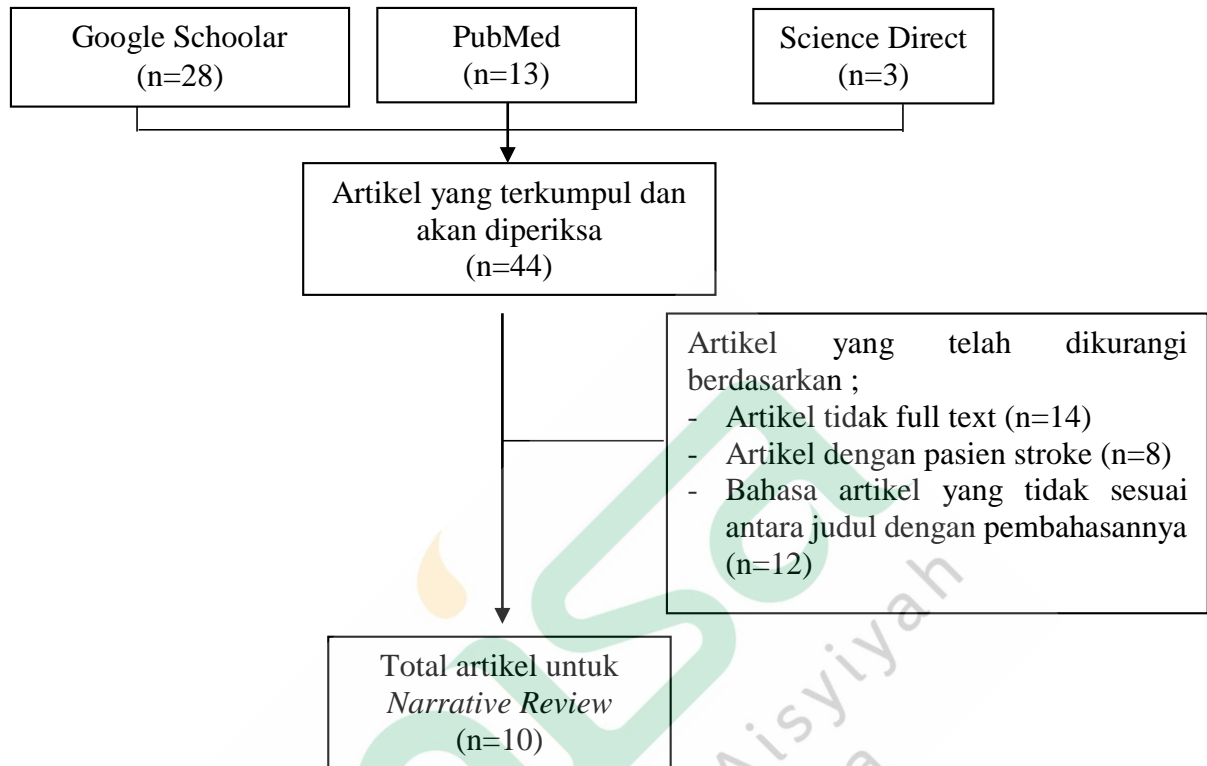 Google Schoolar
(n=28)
PubMed
(n=13)
Science Direct
(n=3)
Artikel yang terkumpul dan
akan diperiksa
(n=44)
Artikel yang telah dikurangi
berdasarkan ;
- Artikel tidak full text (n=14)
- Artikel dengan pasien stroke (n=8)
- Bahasa artikel yang tidak sesuai
antara judul dengan pembahasannya
(n=12)
Total artikel untuk
Narrative Review
(n=10)
Aisyiyah